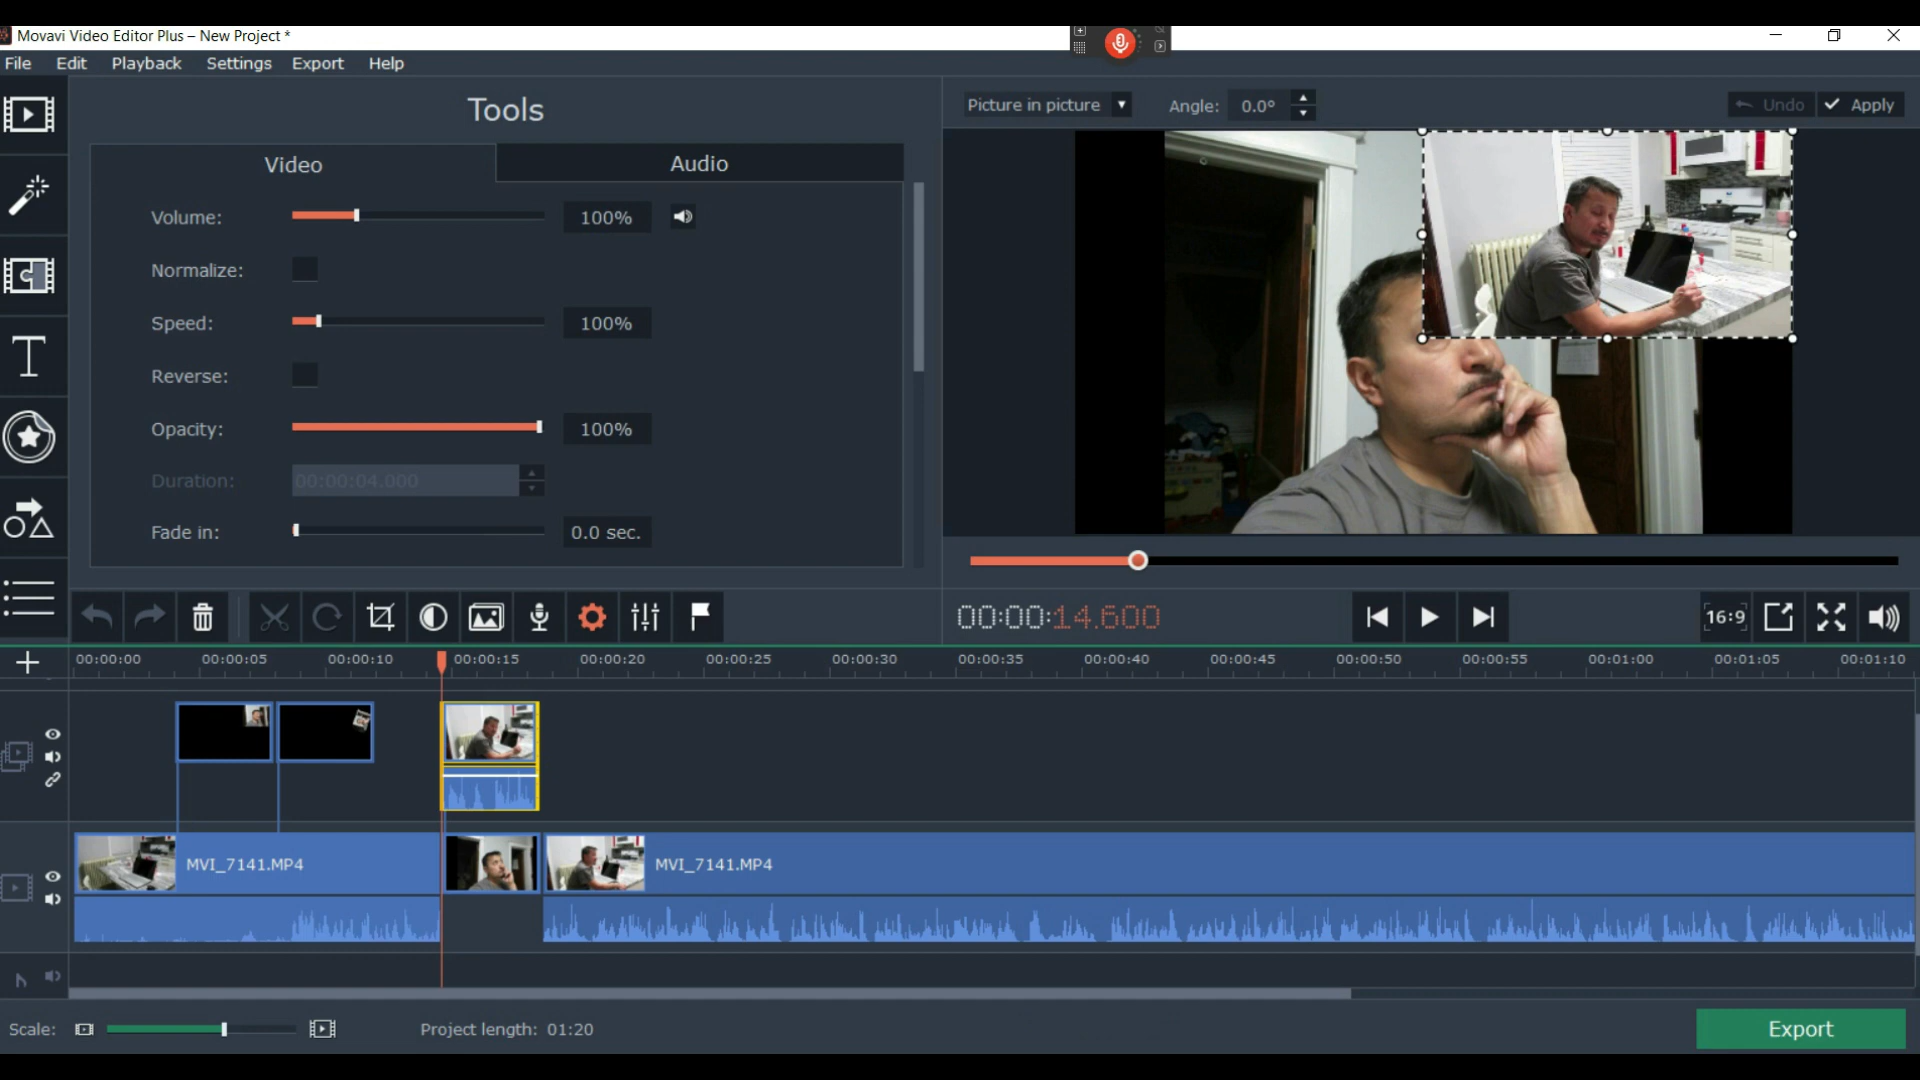 Movavi Video Editor Plus – New Project *
File Edit Playback Settings Export Help
Tools
Video Audio
Volume: 100%
Normalize:
Speed: 100%
Reverse:
Opacity: 100%
Duration: 00:00:04.000
Fade in: 0.0 sec.
Picture in picture Angle: 0.0° Undo Apply
00:00:14.600 16:9
00:00:00 00:00:05 00:00:10 00:00:15 00:00:20 00:00:25 00:00:30 00:00:35 00:00:40 00:00:45 00:00:50 00:00:55 00:01:00 00:01:05 00:01:10
MVI_7141.MP4 MVI_7141.MP4
Scale: Project length: 01:20 Export